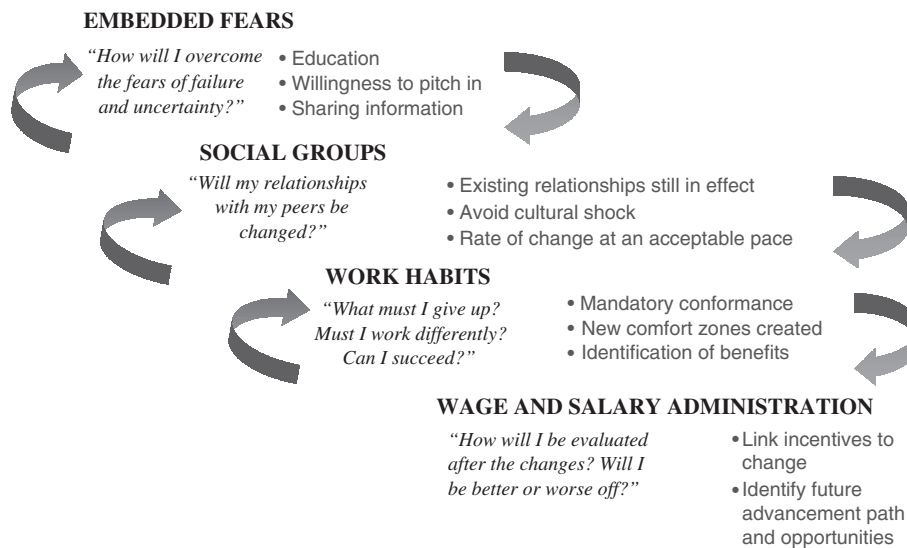 EMBEDDED FEARS
“How will I overcome
the fears of failure
and uncertainty?”
• Education
• Willingness to pitch in
• Sharing information
SOCIAL GROUPS
“Will my relationships
with my peers be
changed?”
• Existing relationships still in effect
• Avoid cultural shock
• Rate of change at an acceptable pace
WORK HABITS
“What must I give up?
Must I work differently?
Can I succeed?”
• Mandatory conformance
• New comfort zones created
• Identification of benefits
WAGE AND SALARY ADMINISTRATION
“How will I be evaluated
after the changes? Will I
be better or worse off?”
• Link incentives to
change
• Identify future
advancement path
and opportunities